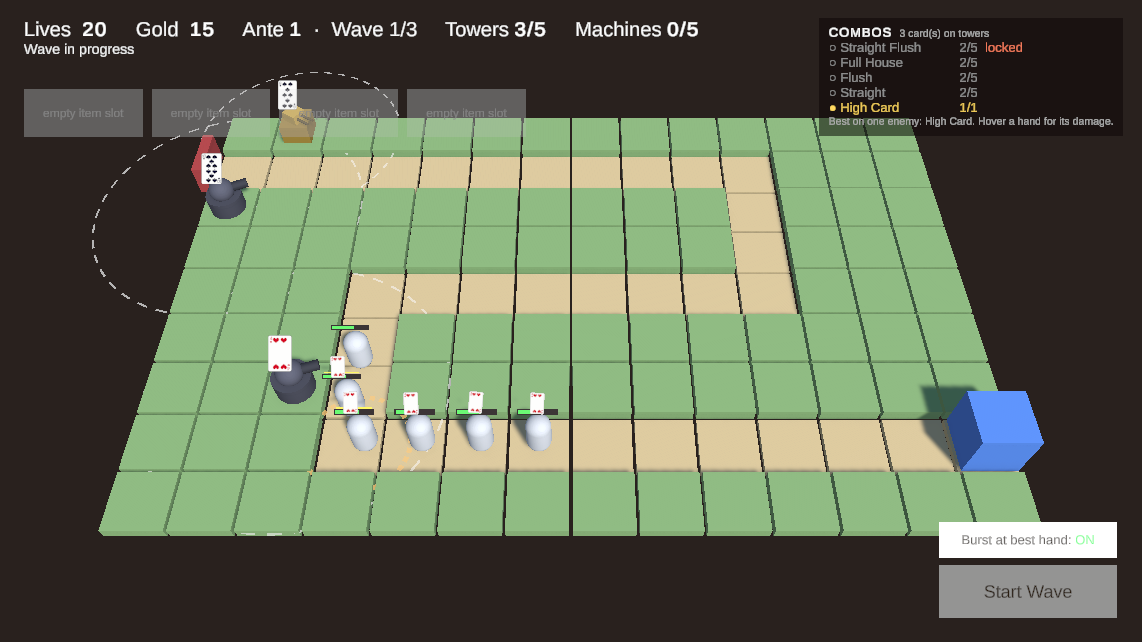 Lives 20 Gold 15 Ante 1 · Wave 1/3 Towers 3/5 Machines 0/5
Wave in progress
COMBOS 3 card(s) on towers
Straight Flush 2/5 locked
Full House 2/5
Flush 2/5
Straight 2/5
High Card 1/1
Best on one enemy: High Card. Hover a hand for its damage.
empty item slot
empty item slot
empty item slot
empty item slot
Burst at best hand: ON
Start Wave